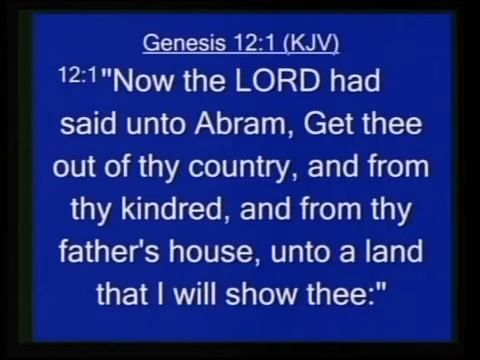 Genesis 12:1 (KJV)
12:1"Now the LORD had
said unto Abram, Get thee
out of thy country, and from
thy kindred, and from thy
father's house, unto a land
that I will show thee:"